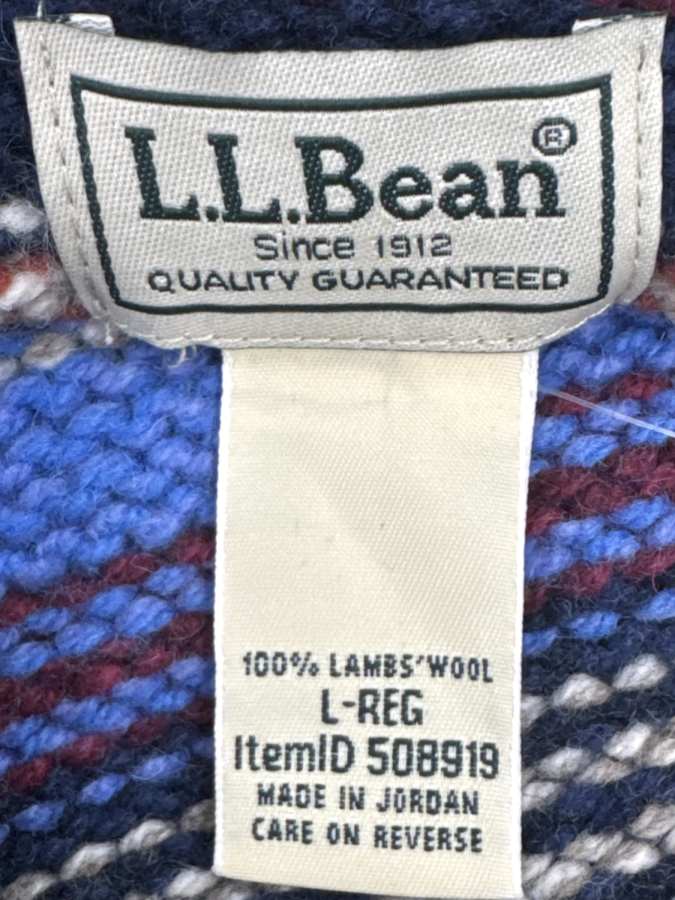 L.L.Bean®
Since 1912
QUALITY GUARANTEED
100% LAMBS'WOOL
L-REG
ItemID 508919
MADE IN JORDAN
CARE ON REVERSE